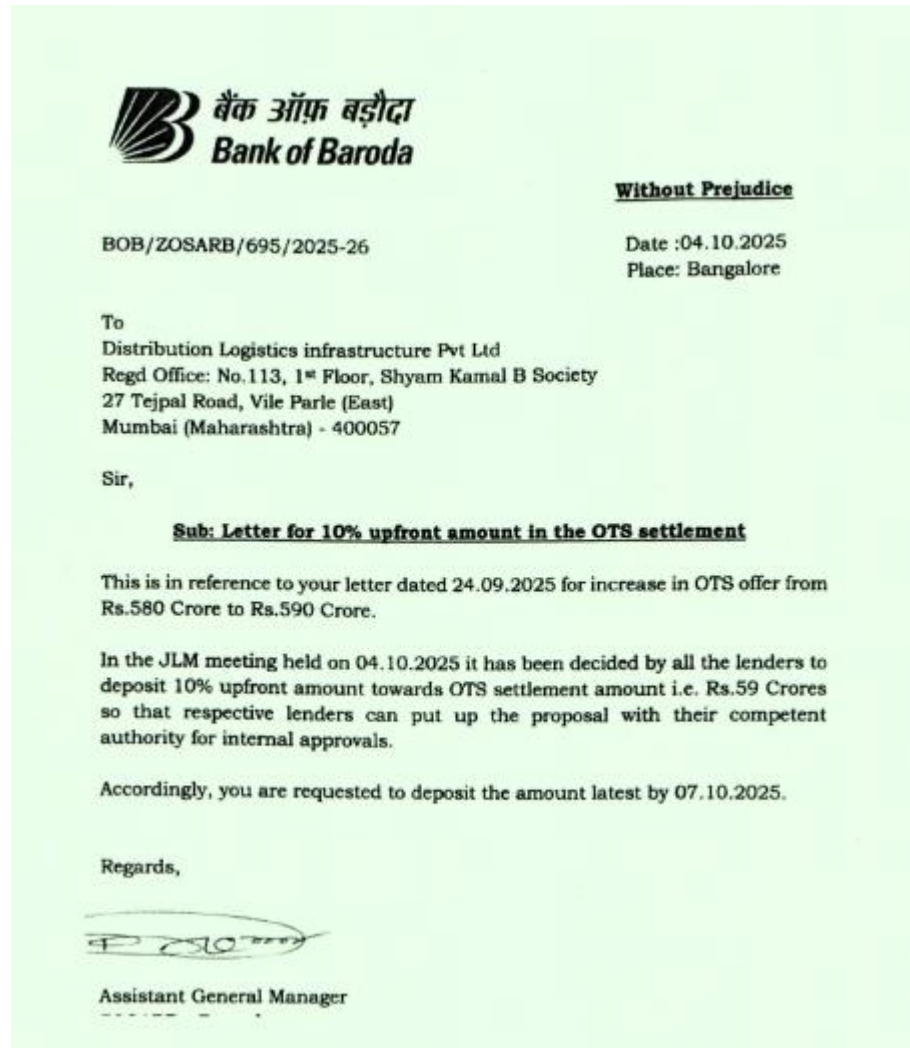 बैंक ऑफ़ बड़ौदा
Bank of Baroda
Without Prejudice
BOB/ZOSARB/695/2025-26
Date :04.10.2025
Place: Bangalore
To
Distribution Logistics infrastructure Pvt Ltd
Regd Office: No.113, 1st Floor, Shyam Kamal B Society
27 Tejpal Road, Vile Parle (East)
Mumbai (Maharashtra) - 400057
Sir,
Sub: Letter for 10% upfront amount in the OTS settlement
This is in reference to your letter dated 24.09.2025 for increase in OTS offer from
Rs.580 Crore to Rs.590 Crore.
In the JLM meeting held on 04.10.2025 it has been decided by all the lenders to
deposit 10% upfront amount towards OTS settlement amount i.e. Rs.59 Crores
so that respective lenders can put up the proposal with their competent
authority for internal approvals.
Accordingly, you are requested to deposit the amount latest by 07.10.2025.
Regards,
Assistant General Manager